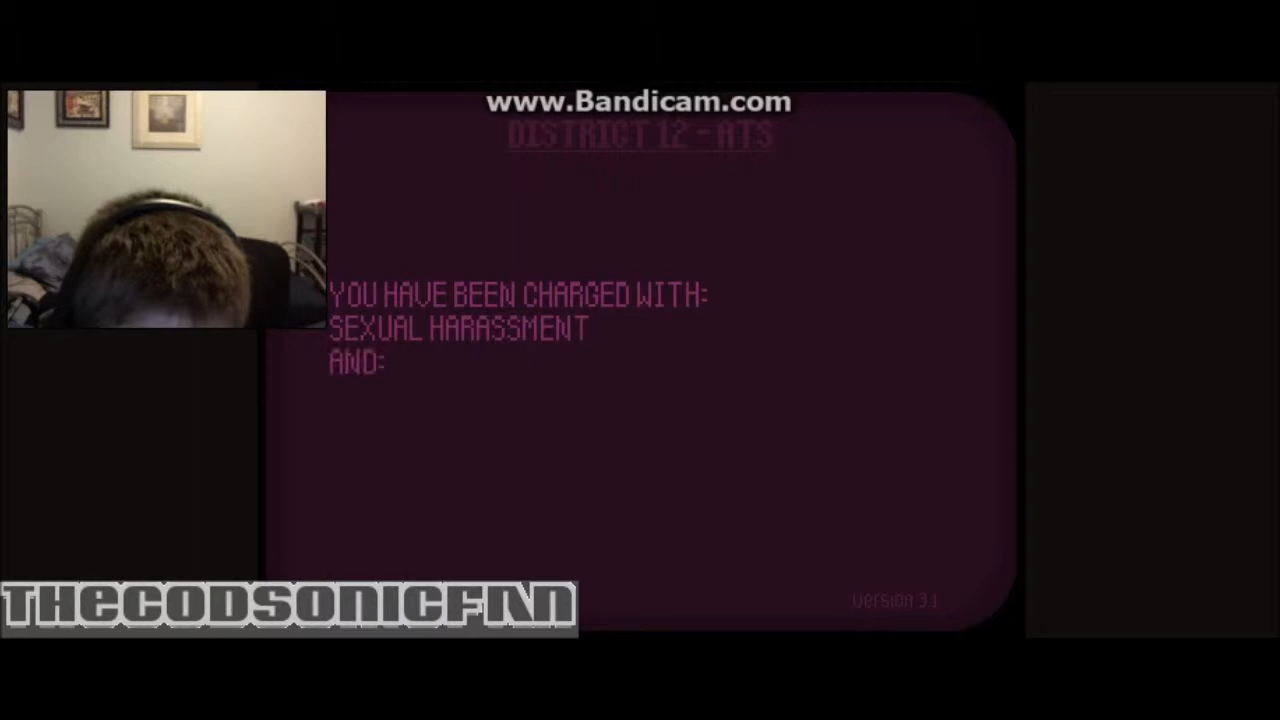 www.Bandicam.com
DISTRICT 12 - ATS
YOU HAVE BEEN CHARGED WITH:
SEXUAL HARASSMENT
AND:
Version 3.1
THECODSONICFAN